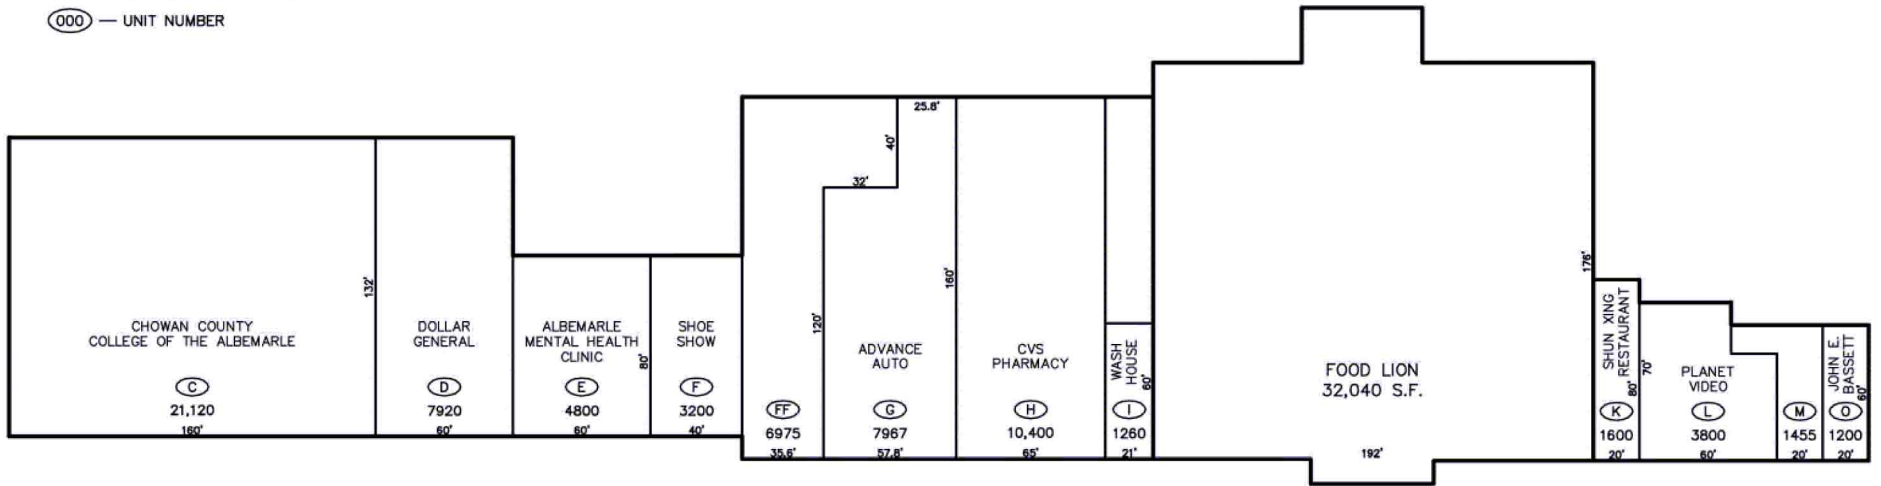 000 — UNIT NUMBER
CHOWAN COUNTY
COLLEGE OF THE ALBEMARLE
C
21,120
160'
132'
DOLLAR
GENERAL
D
7920
60'
ALBEMARLE
MENTAL HEALTH
CLINIC
80'
E
4800
60'
SHOE
SHOW
F
3200
40'
FF
6975
35.6'
25.8'
40'
32'
120'
160'
ADVANCE
AUTO
G
7967
57.8'
CVS
PHARMACY
H
10,400
65'
WASH
HOUSE
60'
I
1260
21'
FOOD LION
32,040 S.F.
192'
176'
SHUN XING
RESTAURANT
80'
K
1600
20'
70'
PLANET
VIDEO
L
3800
60'
M
1455
20'
JOHN E.
BASSETT
60'
O
1200
20'